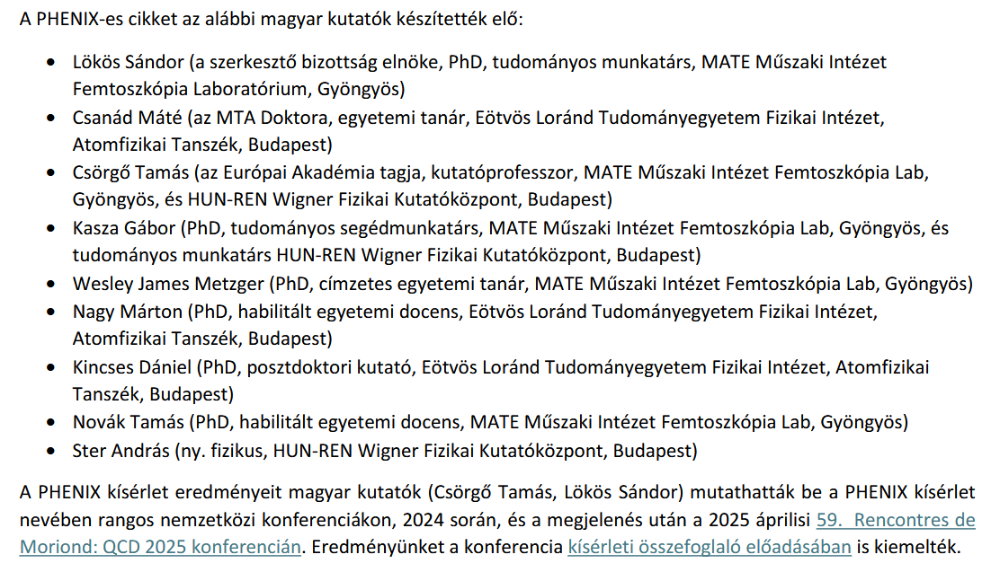 A PHENIX-es cikket az alábbi magyar kutatók készítették elő:
• Lökös Sándor (a szerkesztő bizottság elnöke, PhD, tudományos munkatárs, MATE Műszaki Intézet
Femtoszkópia Laboratórium, Gyöngyös)
• Csanád Máté (az MTA Doktora, egyetemi tanár, Eötvös Loránd Tudományegyetem Fizikai Intézet,
Atomfizikai Tanszék, Budapest)
• Csörgő Tamás (az Európai Akadémia tagja, kutatóprofesszor, MATE Műszaki Intézet Femtoszkópia Lab,
Gyöngyös, és HUN-REN Wigner Fizikai Kutatóközpont, Budapest)
• Kasza Gábor (PhD, tudományos segédmunkatárs, MATE Műszaki Intézet Femtoszkópia Lab, Gyöngyös, és
tudományos munkatárs HUN-REN Wigner Fizikai Kutatóközpont, Budapest)
• Wesley James Metzger (PhD, címzetes egyetemi tanár, MATE Műszaki Intézet Femtoszkópia Lab, Gyöngyös)
• Nagy Márton (PhD, habilitált egyetemi docens, Eötvös Loránd Tudományegyetem Fizikai Intézet,
Atomfizikai Tanszék, Budapest)
• Kincses Dániel (PhD, posztdoktori kutató, Eötvös Loránd Tudományegyetem Fizikai Intézet, Atomfizikai
Tanszék, Budapest)
• Novák Tamás (PhD, habilitált egyetemi docens, MATE Műszaki Intézet Femtoszkópia Lab, Gyöngyös)
• Ster András (ny. fizikus, HUN-REN Wigner Fizikai Kutatóközpont, Budapest)
A PHENIX kísérlet eredményeit magyar kutatók (Csörgő Tamás, Lökös Sándor) mutathatták be a PHENIX kísérlet
nevében rangos nemzetközi konferenciákon, 2024 során, és a megjelenés után a 2025 áprilisi 59. Rencontres de
Moriond: QCD 2025 konferencián. Eredményünket a konferencia kísérleti összefoglaló előadásában is kiemelték.